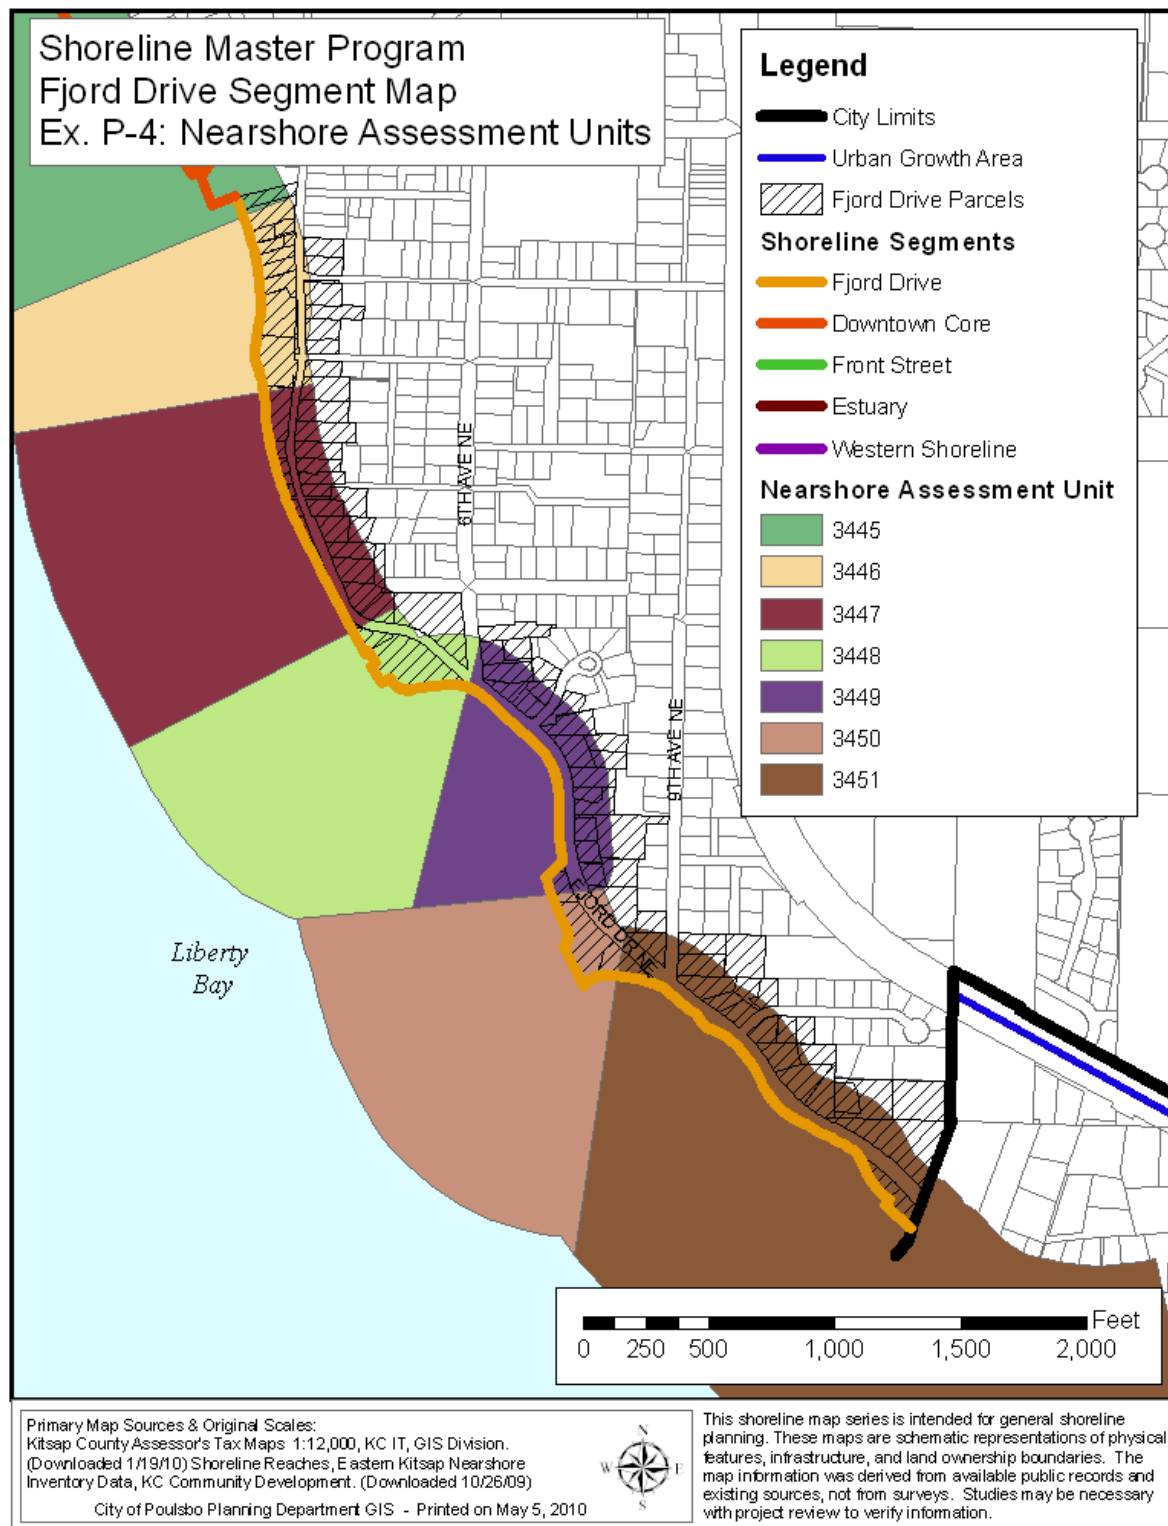 Shoreline Master Program
Fjord Drive Segment Map
Ex. P-4: Nearshore Assessment Units
Legend
City Limits
Urban Growth Area
Fjord Drive Parcels
Shoreline Segments
Fjord Drive
Downtown Core
Front Street
Estuary
Western Shoreline
Nearshore Assessment Unit
3445
3446
3447
3448
3449
3450
3451
6TH AVE NE
9TH AVE NE
FJORD DR NE
Liberty
Bay
Feet
0 250 500 1,000 1,500 2,000
Primary Map Sources & Original Scales:
Kitsap County Assessor's Tax Maps 1:12,000, KC IT, GIS Division.
(Downloaded 1/19/10) Shoreline Reaches, Eastern Kitsap Nearshore
Inventory Data, KC Community Development. (Downloaded 10/26/09)
City of Poulsbo Planning Department GIS - Printed on May 5, 2010
N
W E
S
This shoreline map series is intended for general shoreline
planning. These maps are schematic representations of physical
features, infrastructure, and land ownership boundaries. The
map information was derived from available public records and
existing sources, not from surveys. Studies may be necessary
with project review to verify information.